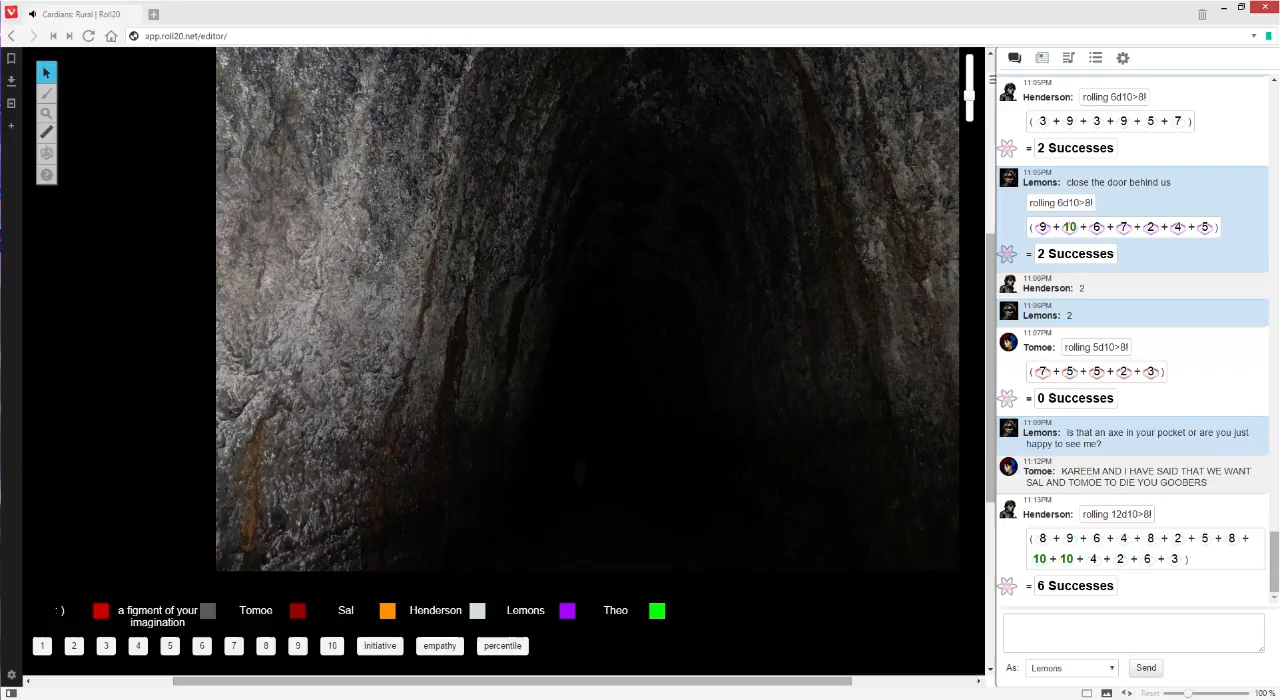 Cardians: Rural | Roll20
app.roll20.net/editor/
11:05PM
Henderson: rolling 6d10>8!
( 3 + 9 + 3 + 9 + 5 + 7 )
= 2 Successes
11:05PM
Lemons: close the door behind us
rolling 6d10>8!
( 9 + 10 + 6 + 7 + 2 + 4 + 5 )
= 2 Successes
11:06PM
Henderson: 2
11:06PM
Lemons: 2
11:07PM
Tomoe: rolling 5d10>8!
( 7 + 5 + 5 + 2 + 3 )
= 0 Successes
11:09PM
Lemons: Is that an axe in your pocket or are you just
happy to see me?
11:12PM
Tomoe: KAREEM AND I HAVE SAID THAT WE WANT
SAL AND TOMOE TO DIE YOU GOOBERS
11:13PM
Henderson: rolling 12d10>8!
( 8 + 9 + 6 + 4 + 8 + 2 + 5 + 8 +
10 + 10 + 4 + 2 + 6 + 3 )
= 6 Successes
: ) a figment of your Tomoe Sal Henderson Lemons Theo
imagination
1 2 3 4 5 6 7 8 9 10 initiative empathy percentile
As: Lemons Send
Reset 100 %